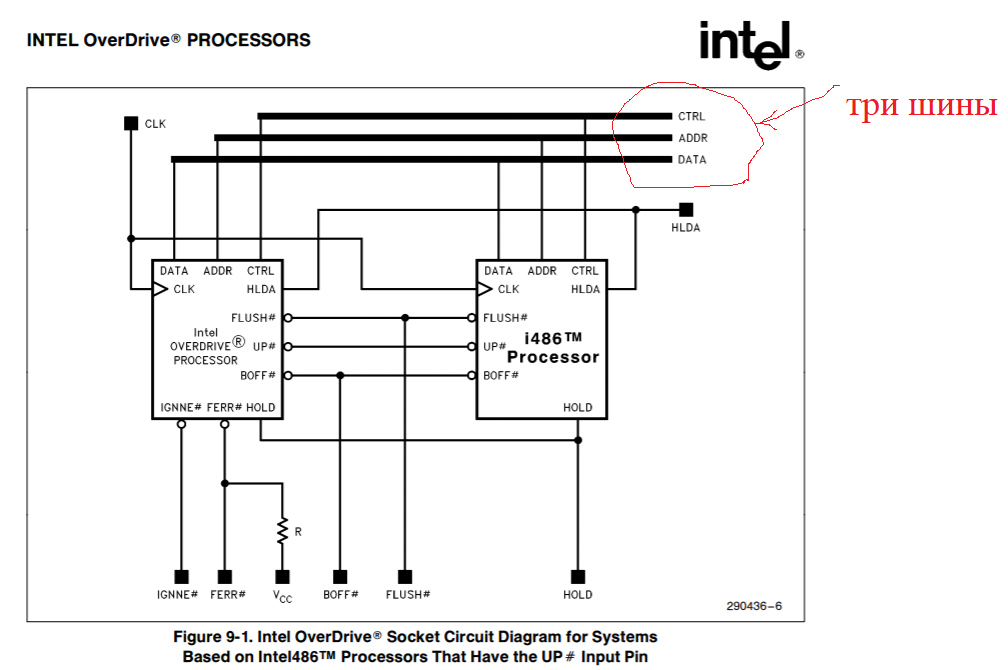 INTEL OverDrive® PROCESSORS
intel®
CLK
CTRL
три шины
ADDR
DATA
HLDA
DATA ADDR CTRL
CLK
HLDA
FLUSH#
Intel
OVERDRIVE®
PROCESSOR
UP#
BOFF#
IGNNE# FERR# HOLD
DATA ADDR CTRL
CLK
HLDA
FLUSH#
i486™
UP#
Processor
BOFF#
HOLD
R
IGNNE# FERR# VCC BOFF# FLUSH# HOLD
290436-6
Figure 9-1. Intel OverDrive® Socket Circuit Diagram for Systems
Based on Intel486™ Processors That Have the UP# Input Pin